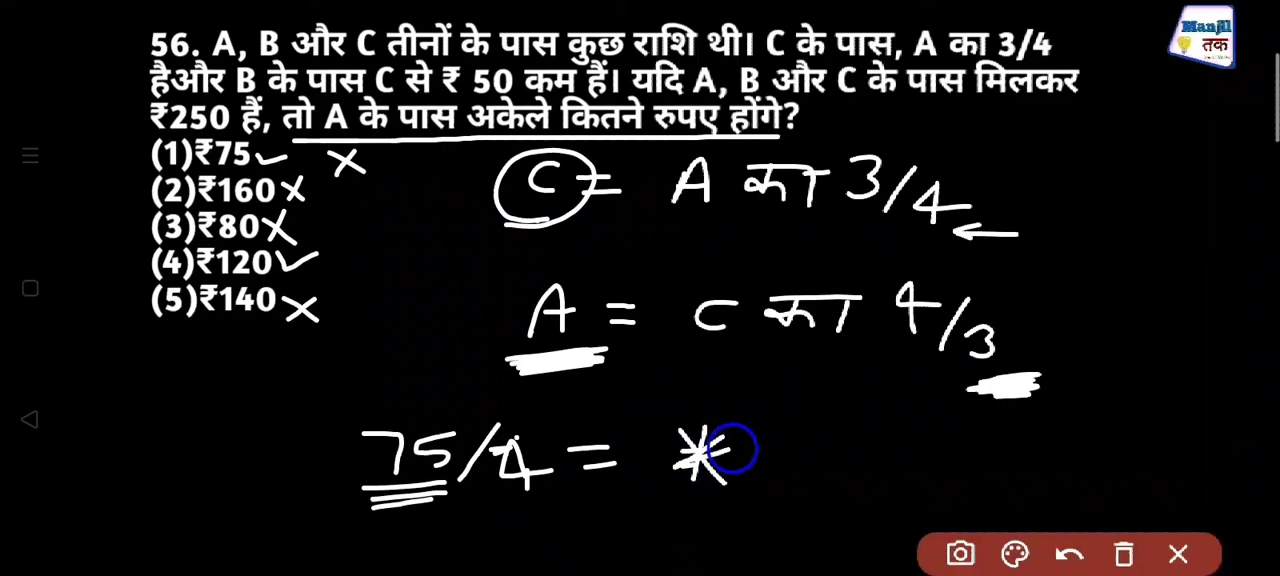 56. A, B और C तीनों के पास कुछ राशि थी। C के पास, A का 3/4
हैऔर B के पास C से ₹ 50 कम हैं। यदि A, B और C के पास मिलकर
₹250 हैं, तो A के पास अकेले कितने रुपए होंगे?
(1)₹75
(2)₹160
(3)₹80
(4)₹120
(5)₹140
C = A का 3/4
A = C का 4/3
75/4 =
Manjil
तक